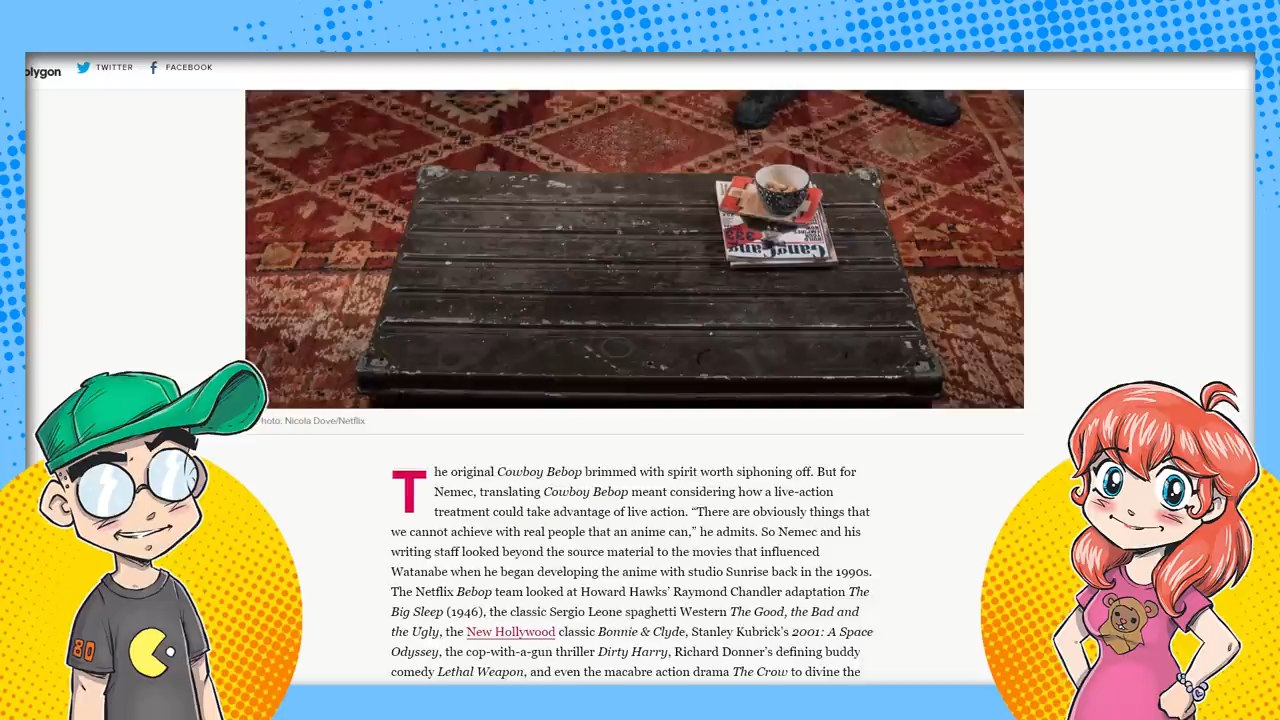 olygon TWITTER FACEBOOK
hoto: Nicola Dove/Netflix
The original Cowboy Bebop brimmed with spirit worth siphoning off. But for
Nemec, translating Cowboy Bebop meant considering how a live-action
treatment could take advantage of live action. “There are obviously things that
we cannot achieve with real people that an anime can,” he admits. So Nemec and his
writing staff looked beyond the source material to the movies that influenced
Watanabe when he began developing the anime with studio Sunrise back in the 1990s.
The Netflix Bebop team looked at Howard Hawks’ Raymond Chandler adaptation The
Big Sleep (1946), the classic Sergio Leone spaghetti Western The Good, the Bad and
the Ugly, the New Hollywood classic Bonnie & Clyde, Stanley Kubrick’s 2001: A Space
Odyssey, the cop-with-a-gun thriller Dirty Harry, Richard Donner’s defining buddy
comedy Lethal Weapon, and even the macabre action drama The Crow to divine the
80